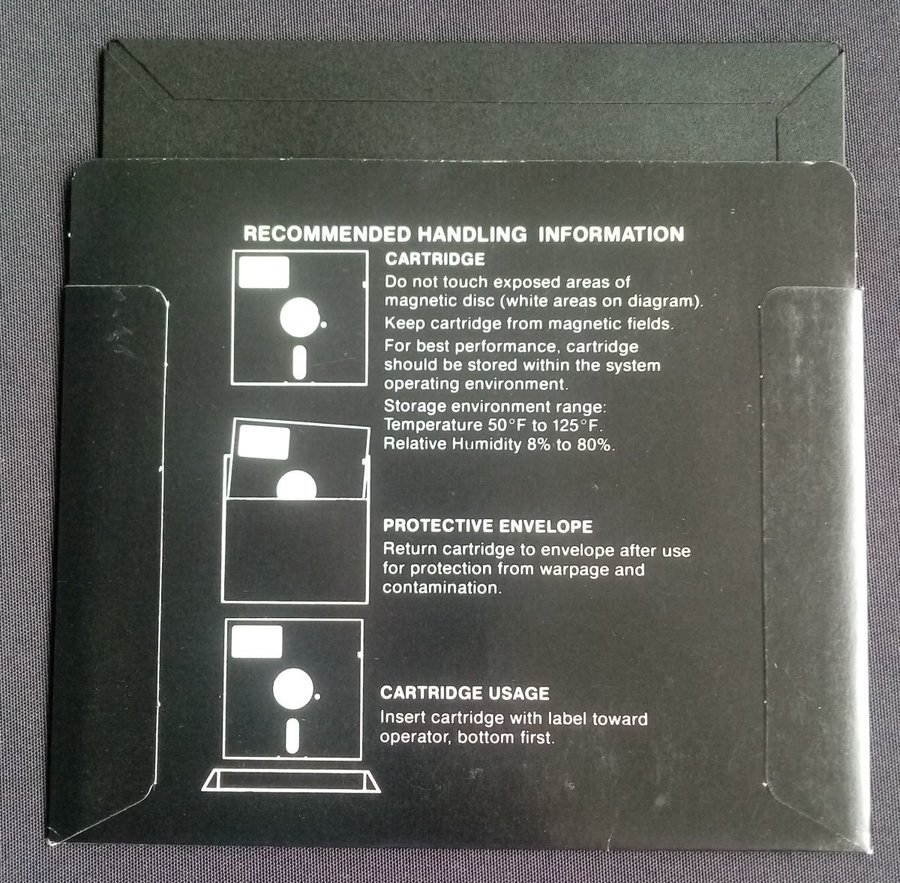 RECOMMENDED HANDLING INFORMATION
CARTRIDGE
Do not touch exposed areas of
magnetic disc (white areas on diagram).
Keep cartridge from magnetic fields.
For best performance, cartridge
should be stored within the system
operating environment.
Storage environment range:
Temperature 50°F to 125°F.
Relative Humidity 8% to 80%.
PROTECTIVE ENVELOPE
Return cartridge to envelope after use
for protection from warpage and
contamination.
CARTRIDGE USAGE
Insert cartridge with label toward
operator, bottom first.